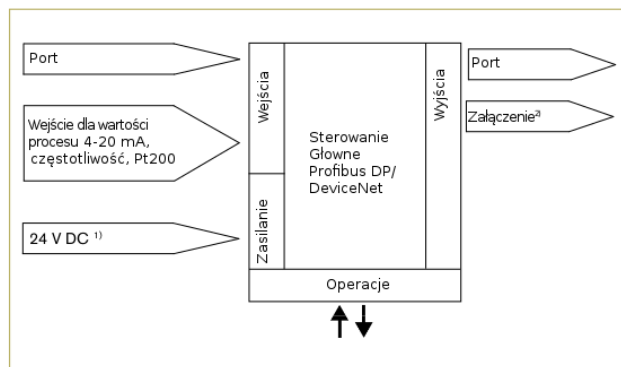 Port
Wejście dla wartości
procesu 4-20 mA,
częstotliwość, Pt200
24 V DC ¹⁾
Wejścia
Zasilanie
Sterowanie
Głowne
Profibus DP/
DeviceNet
Wyjścia
Operacje
Port
Załączenie²⁾